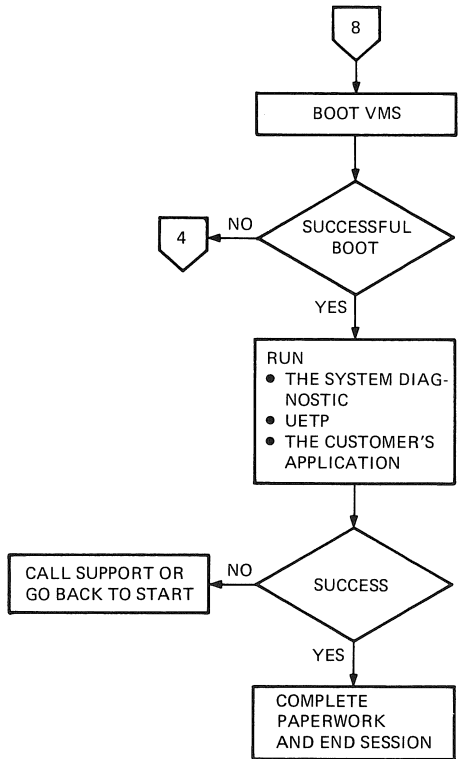 8
BOOT VMS
SUCCESSFUL
BOOT
NO
4
YES
RUN
● THE SYSTEM DIAG-
NOSTIC
● UETP
● THE CUSTOMER'S
APPLICATION
SUCCESS
NO
CALL SUPPORT OR
GO BACK TO START
YES
COMPLETE
PAPERWORK
AND END SESSION